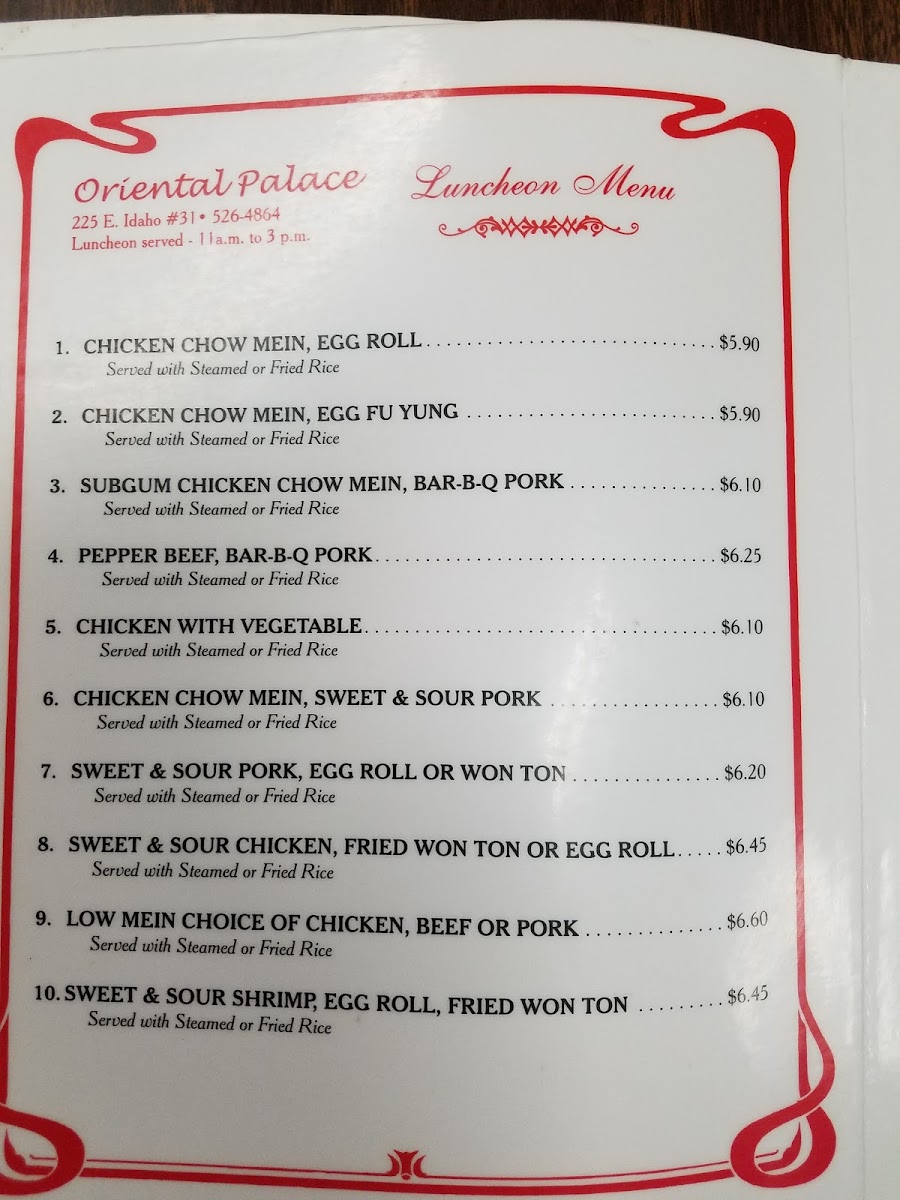 Oriental Palace
Luncheon Menu
225 E. Idaho #31 • 526-4864
Luncheon served - 11a.m. to 3 p.m.
1. CHICKEN CHOW MEIN, EGG ROLL............................$5.90
Served with Steamed or Fried Rice
2. CHICKEN CHOW MEIN, EGG FU YUNG ........................$5.90
Served with Steamed or Fried Rice
3. SUBGUM CHICKEN CHOW MEIN, BAR-B-Q PORK...............$6.10
Served with Steamed or Fried Rice
4. PEPPER BEEF, BAR-B-Q PORK..................................$6.25
Served with Steamed or Fried Rice
5. CHICKEN WITH VEGETABLE...................................$6.10
Served with Steamed or Fried Rice
6. CHICKEN CHOW MEIN, SWEET & SOUR PORK .................$6.10
Served with Steamed or Fried Rice
7. SWEET & SOUR PORK, EGG ROLL OR WON TON...............$6.20
Served with Steamed or Fried Rice
8. SWEET & SOUR CHICKEN, FRIED WON TON OR EGG ROLL.....$6.45
Served with Steamed or Fried Rice
9. LOW MEIN CHOICE OF CHICKEN, BEEF OR PORK ..............$6.60
Served with Steamed or Fried Rice
10. SWEET & SOUR SHRIMP, EGG ROLL, FRIED WON TON .........$6.45
Served with Steamed or Fried Rice